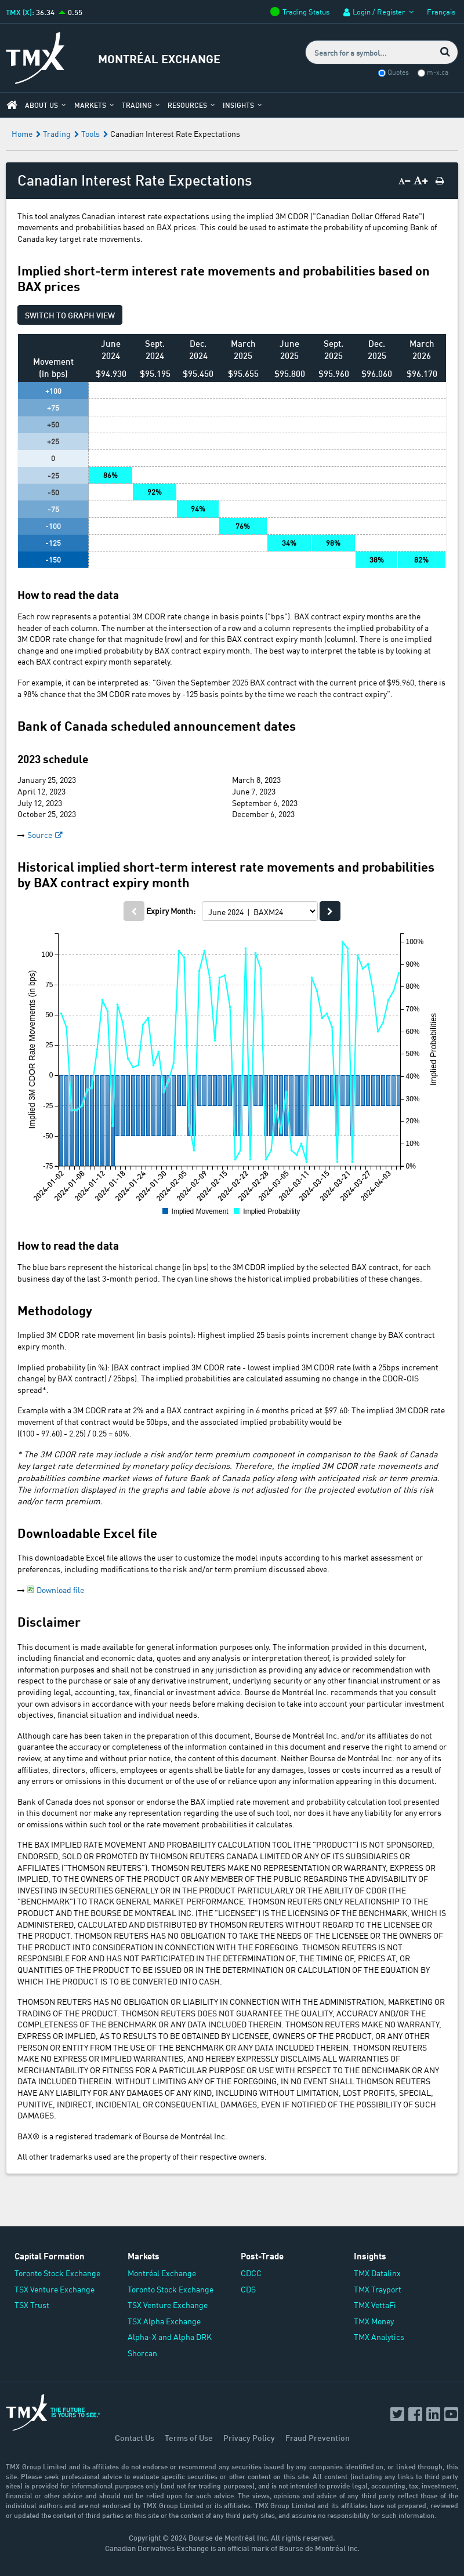 TMX (X): 36.34 0.55
Trading Status
Login / Register
Français
TMX
MONTRÉAL EXCHANGE
Search for a symbol...
Quotes m-x.ca
ABOUT US MARKETS TRADING RESOURCES INSIGHTS
Home Trading Tools Canadian Interest Rate Expectations
Canadian Interest Rate Expectations
A− A+
This tool analyzes Canadian interest rate expectations using the implied 3M CDOR ("Canadian Dollar Offered Rate")
movements and probabilities based on BAX prices. This could be used to estimate the probability of upcoming Bank of
Canada key target rate movements.
Implied short-term interest rate movements and probabilities based on
BAX prices
SWITCH TO GRAPH VIEW
Movement (in bps) June 2024 Sept. 2024 Dec. 2024 March 2025 June 2025 Sept. 2025 Dec. 2025 March 2026
$94.930 $95.195 $95.450 $95.655 $95.800 $95.960 $96.060 $96.170
+100
+75
+50
+25
0
-25 86%
-50 92%
-75 94%
-100 76%
-125 34% 98%
-150 38% 82%
How to read the data
Each row represents a potential 3M CDOR rate change in basis points ("bps"). BAX contract expiry months are the
header of each column. The number at the intersection of a row and a column represents the implied probability of a
3M CDOR rate change for that magnitude (row) and for this BAX contract expiry month (column). There is one implied
change and one implied probability by BAX contract expiry month. The best way to interpret the table is by looking at
each BAX contract expiry month separately.
For example, it can be interpreted as: "Given the September 2025 BAX contract with the current price of $95.960, there is
a 98% chance that the 3M CDOR rate moves by -125 basis points by the time we reach the contract expiry".
Bank of Canada scheduled announcement dates
2023 schedule
January 25, 2023 March 8, 2023
April 12, 2023 June 7, 2023
July 12, 2023 September 6, 2023
October 25, 2023 December 6, 2023
Source
Historical implied short-term interest rate movements and probabilities
by BAX contract expiry month
Expiry Month: June 2024 | BAXM24
Implied 3M CDOR Rate Movements (in bps)
100
75
50
25
0
-25
-50
-75
Implied Probabilities
100%
90%
80%
70%
60%
50%
40%
30%
20%
10%
0%
2024-01-02 2024-01-08 2024-01-12 2024-01-18 2024-01-24 2024-01-30 2024-02-05 2024-02-09 2024-02-15 2024-02-22 2024-02-28 2024-03-05 2024-03-11 2024-03-15 2024-03-21 2024-03-27 2024-04-03
Implied Movement Implied Probability
How to read the data
The blue bars represent the historical change (in bps) to the 3M CDOR implied by the selected BAX contract, for each
business day of the last 3-month period. The cyan line shows the historical implied probabilities of these changes.
Methodology
Implied 3M CDOR rate movement (in basis points): Highest implied 25 basis points increment change by BAX contract
expiry month.
Implied probability (in %): (BAX contract implied 3M CDOR rate - lowest implied 3M CDOR rate (with a 25bps increment
change) by BAX contract) / 25bps). The implied probabilities are calculated assuming no change in the CDOR-OIS
spread*.
Example with a 3M CDOR rate at 2% and a BAX contract expiring in 6 months priced at $97.60: The implied 3M CDOR rate
movement of that contract would be 50bps, and the associated implied probability would be
((100 - 97.60) - 2.25) / 0.25 = 60%.
* The 3M CDOR rate may include a risk and/or term premium component in comparison to the Bank of Canada
key target rate determined by monetary policy decisions. Therefore, the implied 3M CDOR rate movements and
probabilities combine market views of future Bank of Canada policy along with anticipated risk or term premia.
The information displayed in the graphs and table above is not adjusted for the projected evolution of this risk
and/or term premium.
Downloadable Excel file
This downloadable Excel file allows the user to customize the model inputs according to his market assessment or
preferences, including modifications to the risk and/or term premium discussed above.
Download file
Disclaimer
This document is made available for general information purposes only. The information provided in this document,
including financial and economic data, quotes and any analysis or interpretation thereof, is provided solely for
information purposes and shall not be construed in any jurisdiction as providing any advice or recommendation with
respect to the purchase or sale of any derivative instrument, underlying security or any other financial instrument or as
providing legal, accounting, tax, financial or investment advice. Bourse de Montréal Inc. recommends that you consult
your own advisors in accordance with your needs before making decision to take into account your particular investment
objectives, financial situation and individual needs.
Although care has been taken in the preparation of this document, Bourse de Montréal Inc. and/or its affiliates do not
guarantee the accuracy or completeness of the information contained in this document and reserve the right to amend or
review, at any time and without prior notice, the content of this document. Neither Bourse de Montréal Inc. nor any of its
affiliates, directors, officers, employees or agents shall be liable for any damages, losses or costs incurred as a result of
any errors or omissions in this document or of the use of or reliance upon any information appearing in this document.
Bank of Canada does not sponsor or endorse the BAX implied rate movement and probability calculation tool presented
in this document nor make any representation regarding the use of such tool, nor does it have any liability for any errors
or omissions within such tool or the rate movement probabilities it calculates.
THE BAX IMPLIED RATE MOVEMENT AND PROBABILITY CALCULATION TOOL (THE "PRODUCT") IS NOT SPONSORED,
ENDORSED, SOLD OR PROMOTED BY THOMSON REUTERS CANADA LIMITED OR ANY OF ITS SUBSIDIARIES OR
AFFILIATES ("THOMSON REUTERS"). THOMSON REUTERS MAKE NO REPRESENTATION OR WARRANTY, EXPRESS OR
IMPLIED, TO THE OWNERS OF THE PRODUCT OR ANY MEMBER OF THE PUBLIC REGARDING THE ADVISABILITY OF
INVESTING IN SECURITIES GENERALLY OR IN THE PRODUCT PARTICULARLY OR THE ABILITY OF CDOR (THE
"BENCHMARK") TO TRACK GENERAL MARKET PERFORMANCE. THOMSON REUTERS ONLY RELATIONSHIP TO THE
PRODUCT AND THE BOURSE DE MONTREAL INC. (THE "LICENSEE") IS THE LICENSING OF THE BENCHMARK, WHICH IS
ADMINISTERED, CALCULATED AND DISTRIBUTED BY THOMSON REUTERS WITHOUT REGARD TO THE LICENSEE OR
THE PRODUCT. THOMSON REUTERS HAS NO OBLIGATION TO TAKE THE NEEDS OF THE LICENSEE OR THE OWNERS OF
THE PRODUCT INTO CONSIDERATION IN CONNECTION WITH THE FOREGOING. THOMSON REUTERS IS NOT
RESPONSIBLE FOR AND HAS NOT PARTICIPATED IN THE DETERMINATION OF, THE TIMING OF, PRICES AT, OR
QUANTITIES OF THE PRODUCT TO BE ISSUED OR IN THE DETERMINATION OR CALCULATION OF THE EQUATION BY
WHICH THE PRODUCT IS TO BE CONVERTED INTO CASH.
THOMSON REUTERS HAS NO OBLIGATION OR LIABILITY IN CONNECTION WITH THE ADMINISTRATION, MARKETING OR
TRADING OF THE PRODUCT. THOMSON REUTERS DOES NOT GUARANTEE THE QUALITY, ACCURACY AND/OR THE
COMPLETENESS OF THE BENCHMARK OR ANY DATA INCLUDED THEREIN. THOMSON REUTERS MAKE NO WARRANTY,
EXPRESS OR IMPLIED, AS TO RESULTS TO BE OBTAINED BY LICENSEE, OWNERS OF THE PRODUCT, OR ANY OTHER
PERSON OR ENTITY FROM THE USE OF THE BENCHMARK OR ANY DATA INCLUDED THEREIN. THOMSON REUTERS
MAKE NO EXPRESS OR IMPLIED WARRANTIES, AND HEREBY EXPRESSLY DISCLAIMS ALL WARRANTIES OF
MERCHANTABILITY OR FITNESS FOR A PARTICULAR PURPOSE OR USE WITH RESPECT TO THE BENCHMARK OR ANY
DATA INCLUDED THEREIN. WITHOUT LIMITING ANY OF THE FOREGOING, IN NO EVENT SHALL THOMSON REUTERS
HAVE ANY LIABILITY FOR ANY DAMAGES OF ANY KIND, INCLUDING WITHOUT LIMITATION, LOST PROFITS, SPECIAL,
PUNITIVE, INDIRECT, INCIDENTAL OR CONSEQUENTIAL DAMAGES, EVEN IF NOTIFIED OF THE POSSIBILITY OF SUCH
DAMAGES.
BAX® is a registered trademark of Bourse de Montréal Inc.
All other trademarks used are the property of their respective owners.
Capital Formation
Toronto Stock Exchange
TSX Venture Exchange
TSX Trust
Markets
Montréal Exchange
Toronto Stock Exchange
TSX Venture Exchange
TSX Alpha Exchange
Alpha-X and Alpha DRK
Shorcan
Post-Trade
CDCC
CDS
Insights
TMX Datalinx
TMX Trayport
TMX VettaFi
TMX Money
TMX Analytics
TMX THE FUTURE
IS YOURS TO SEE.
Contact Us Terms of Use Privacy Policy Fraud Prevention
TMX Group Limited and its affiliates do not endorse or recommend any securities issued by any companies identified on, or linked through, this
site. Please seek professional advice to evaluate specific securities or other content on this site. All content (including any links to third party
sites) is provided for informational purposes only (and not for trading purposes), and is not intended to provide legal, accounting, tax, investment,
financial or other advice and should not be relied upon for such advice. The views, opinions and advice of any third party reflect those of the
individual authors and are not endorsed by TMX Group Limited or its affiliates. TMX Group Limited and its affiliates have not prepared, reviewed
or updated the content of third parties on this site or the content of any third party sites, and assume no responsibility for such information.
Copyright © 2024 Bourse de Montréal Inc. All rights reserved.
Canadian Derivatives Exchange is an official mark of Bourse de Montréal Inc.